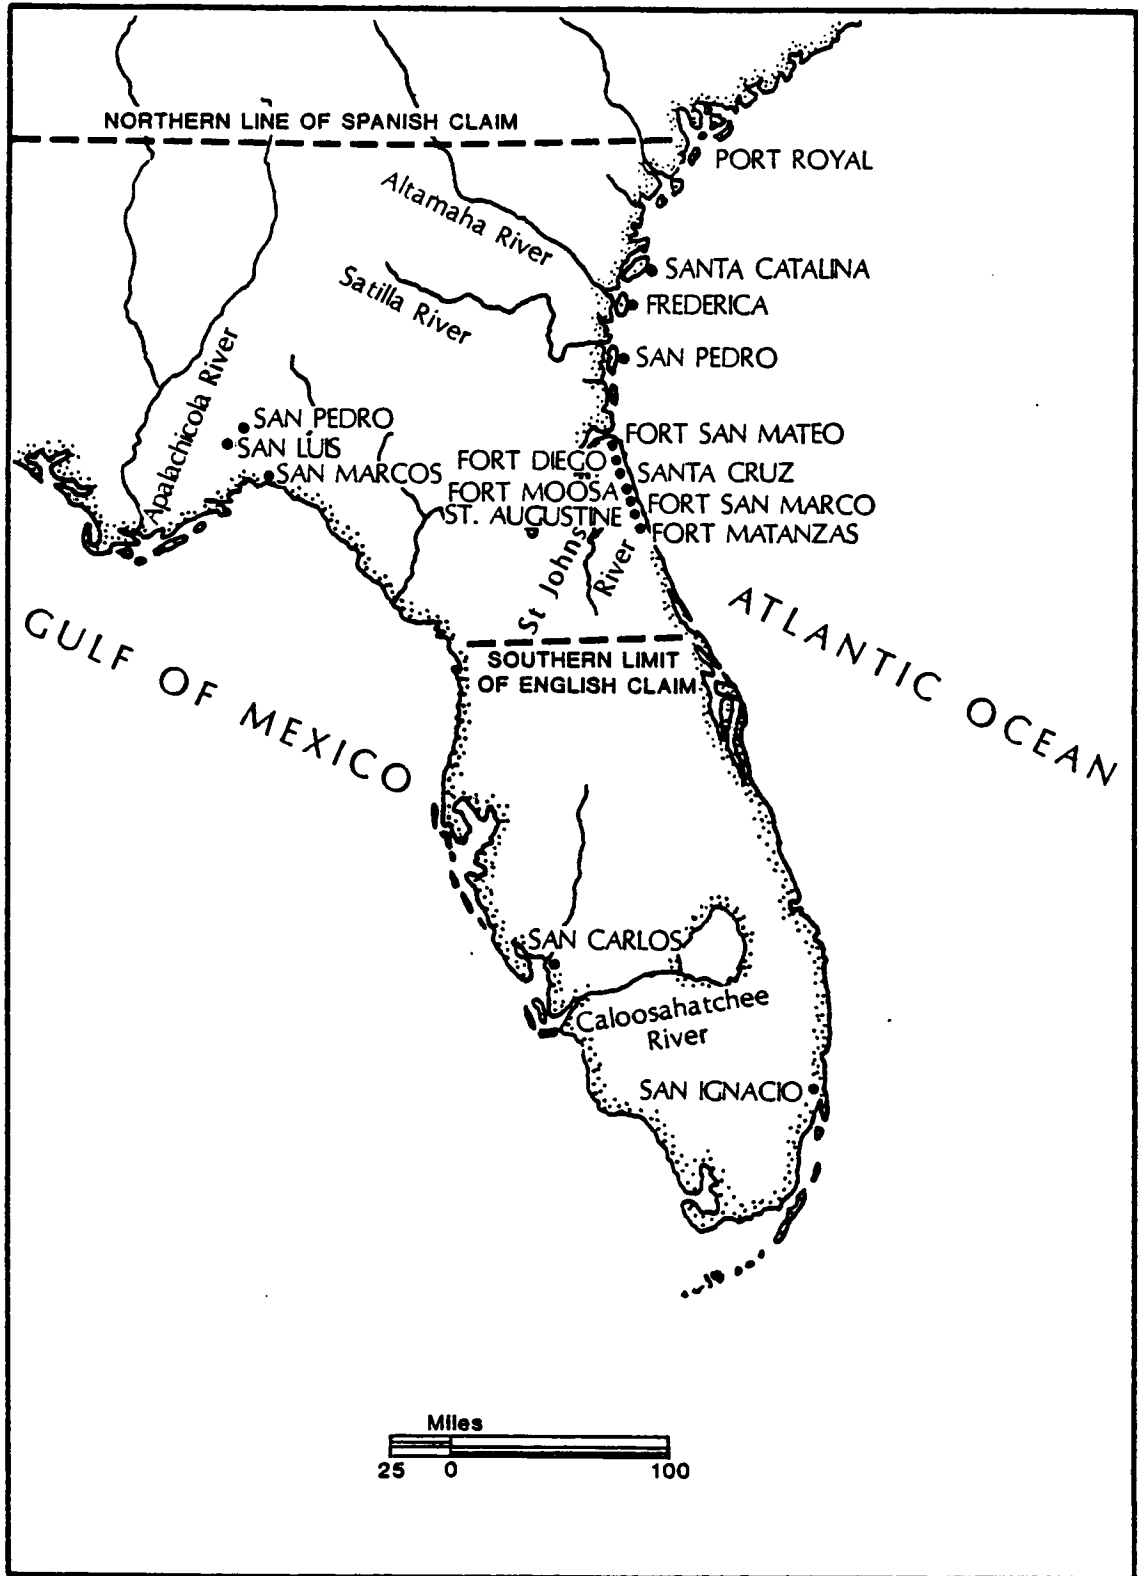 NORTHERN LINE OF SPANISH CLAIM
PORT ROYAL
Altamaha River
SANTA CATALINA
Satilla River
FREDERICA
SAN PEDRO
Apalachicola River
SAN PEDRO
SAN LUIS
SAN MARCOS
FORT SAN MATEO
FORT DIEGO
SANTA CRUZ
FORT MOOSA
FORT SAN MARCO
ST. AUGUSTINE
FORT MATANZAS
St Johns
River
GULF OF MEXICO
ATLANTIC OCEAN
SOUTHERN LIMIT
OF ENGLISH CLAIM
SAN CARLOS
Caloosahatchee
River
SAN IGNACIO
Miles
25 0 100